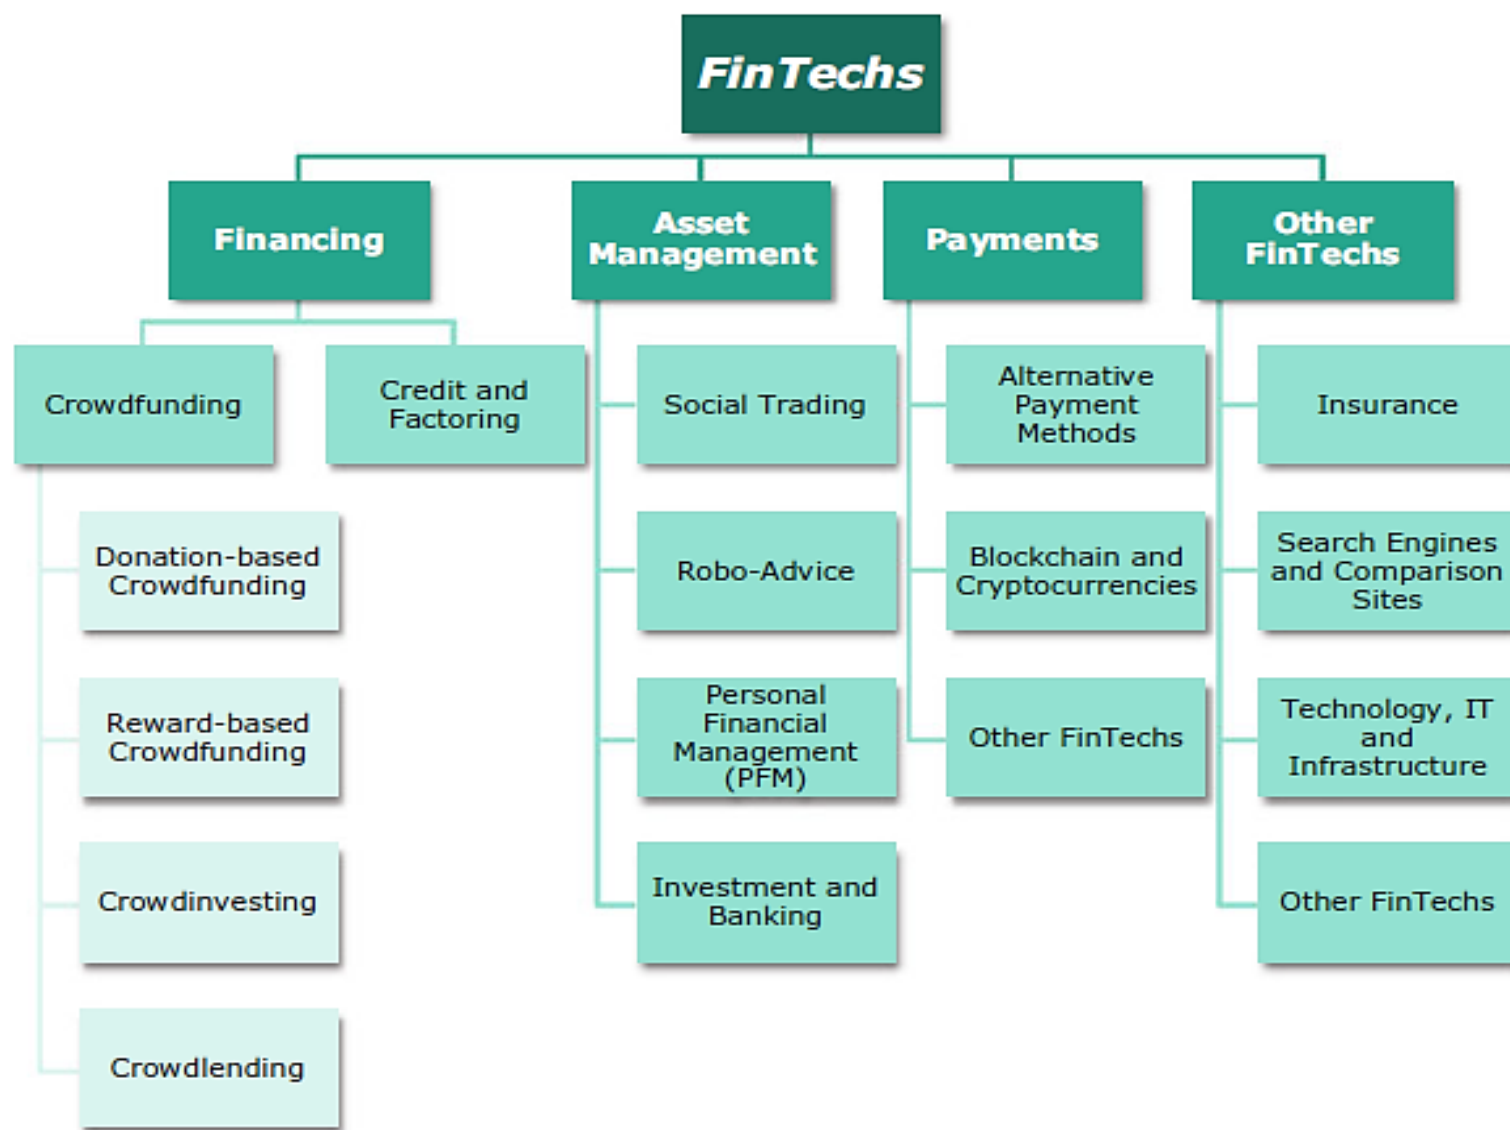 FinTechs
Financing
Asset
Management
Payments
Other
FinTechs
Crowdfunding
Credit and
Factoring
Social Trading
Alternative
Payment
Methods
Insurance
Donation-based
Crowdfunding
Robo-Advice
Blockchain and
Cryptocurrencies
Search Engines
and Comparison
Sites
Reward-based
Crowdfunding
Personal
Financial
Management
(PFM)
Other FinTechs
Technology, IT
and
Infrastructure
Crowdinvesting
Investment and
Banking
Other FinTechs
Crowdlending